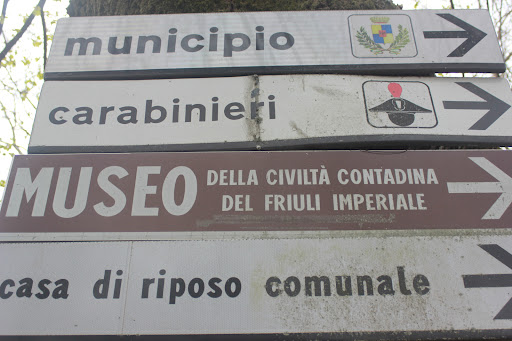 municipio
carabinieri
MUSEO DELLA CIVILTÀ CONTADINA
DEL FRIULI IMPERIALE
casa di riposo comunale